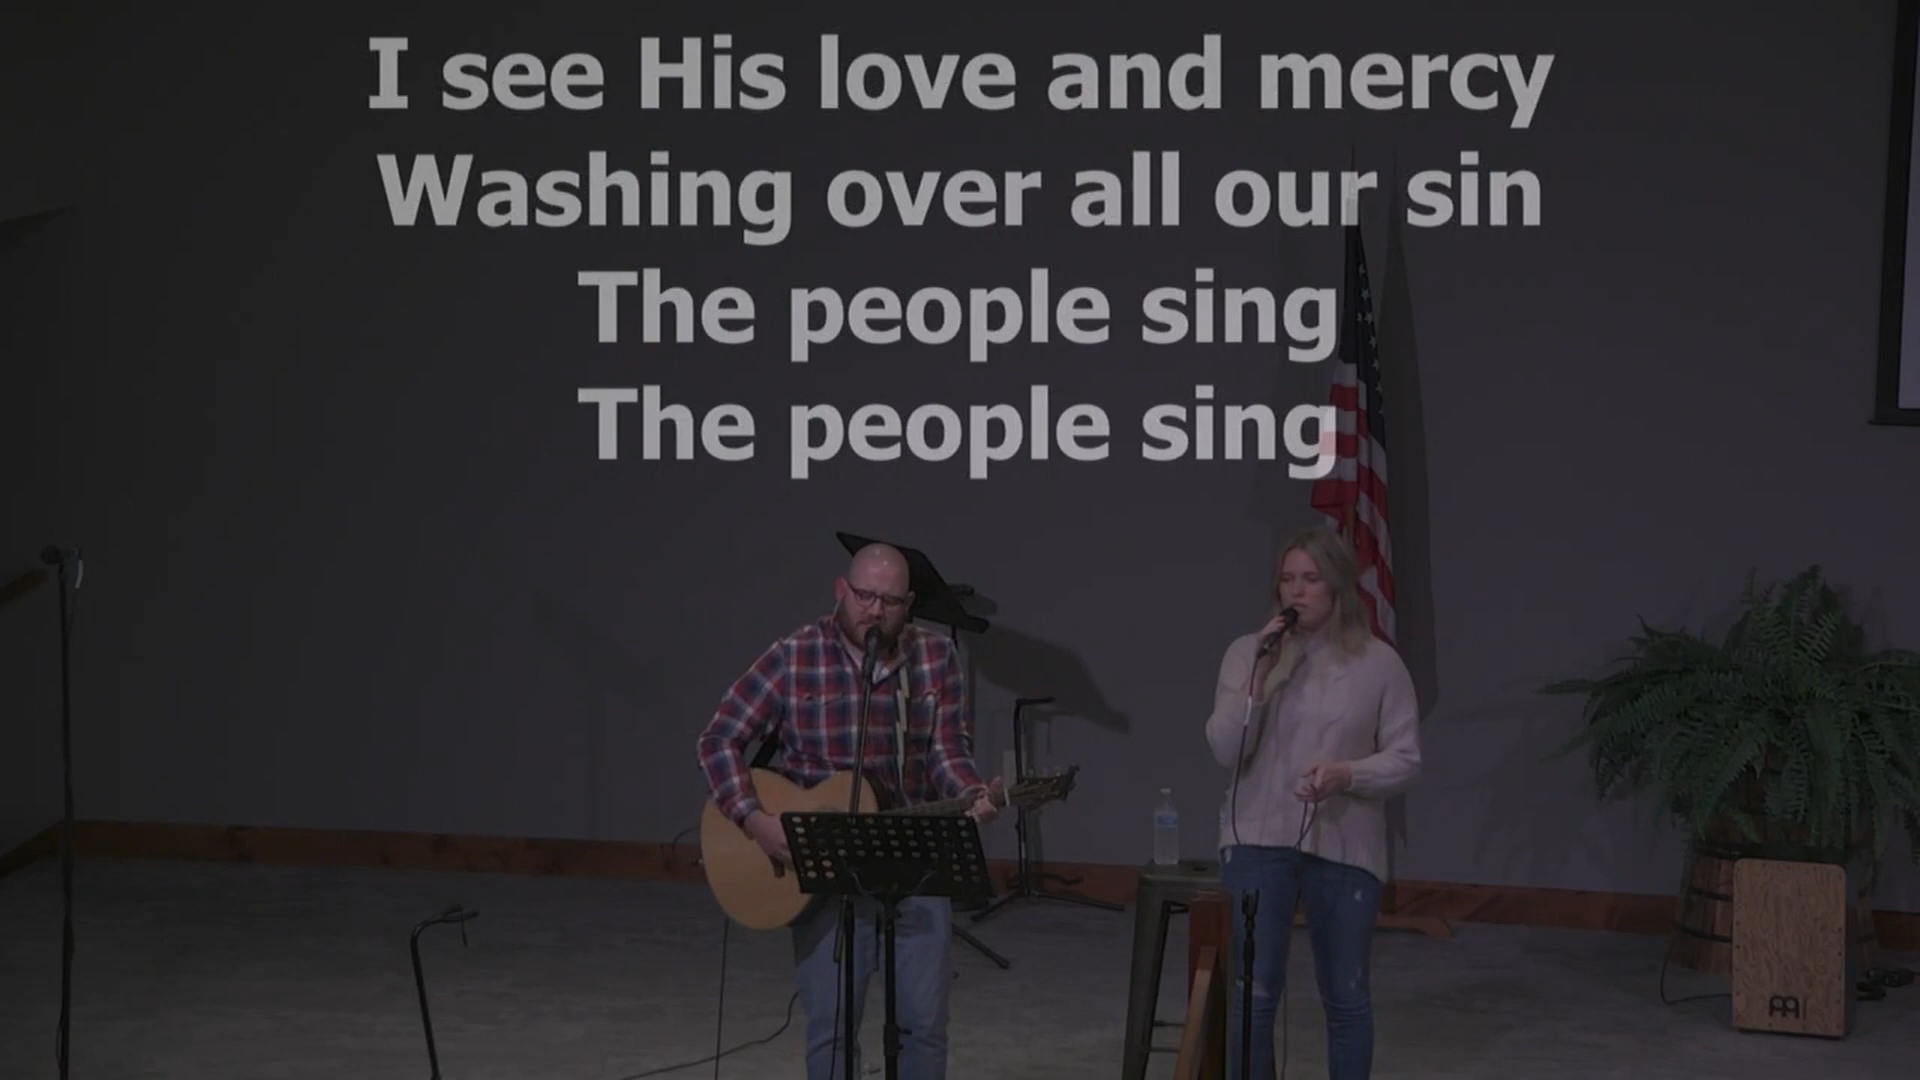 I see His love and mercy
Washing over all our sin
The people sing
The people sing